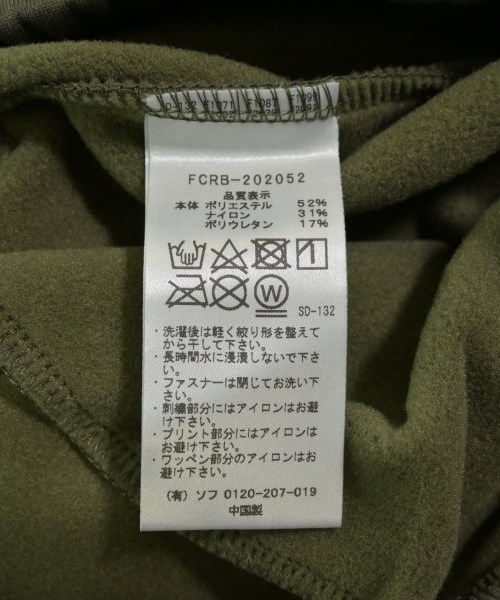 D-132 F1071 F1087 F1099
FCRB-202052
品質表示
本体 ポリエステル 52%
ナイロン 31%
ポリウレタン 17%
W
SD-132
・洗濯後は軽く絞り形を整えて
から干して下さい。
・長時間水に浸漬しないで下さ
い。
・ファスナーは閉じてお洗い下
さい。
・刺繍部分にはアイロンはお避
け下さい。
・プリント部分にはアイロンは
お避け下さい。
・ワッペン部分のアイロンはお
避け下さい。
(有) ソフ 0120-207-019
中国製